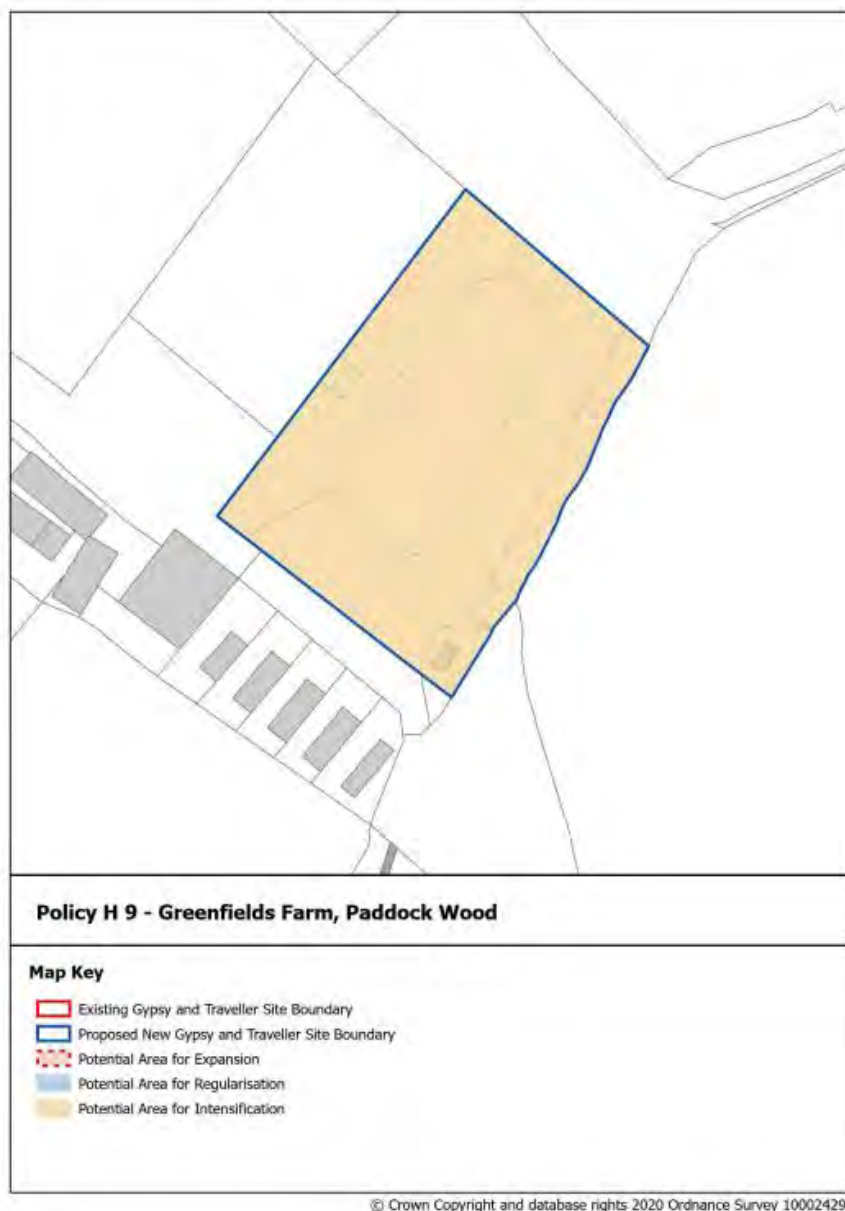 Policy H 9 - Greenfields Farm, Paddock Wood
Map Key
Existing Gypsy and Traveller Site Boundary
Proposed New Gypsy and Traveller Site Boundary
Potential Area for Expansion
Potential Area for Regularisation
Potential Area for Intensification
© Crown Copyright and database rights 2020 Ordnance Survey 10002429